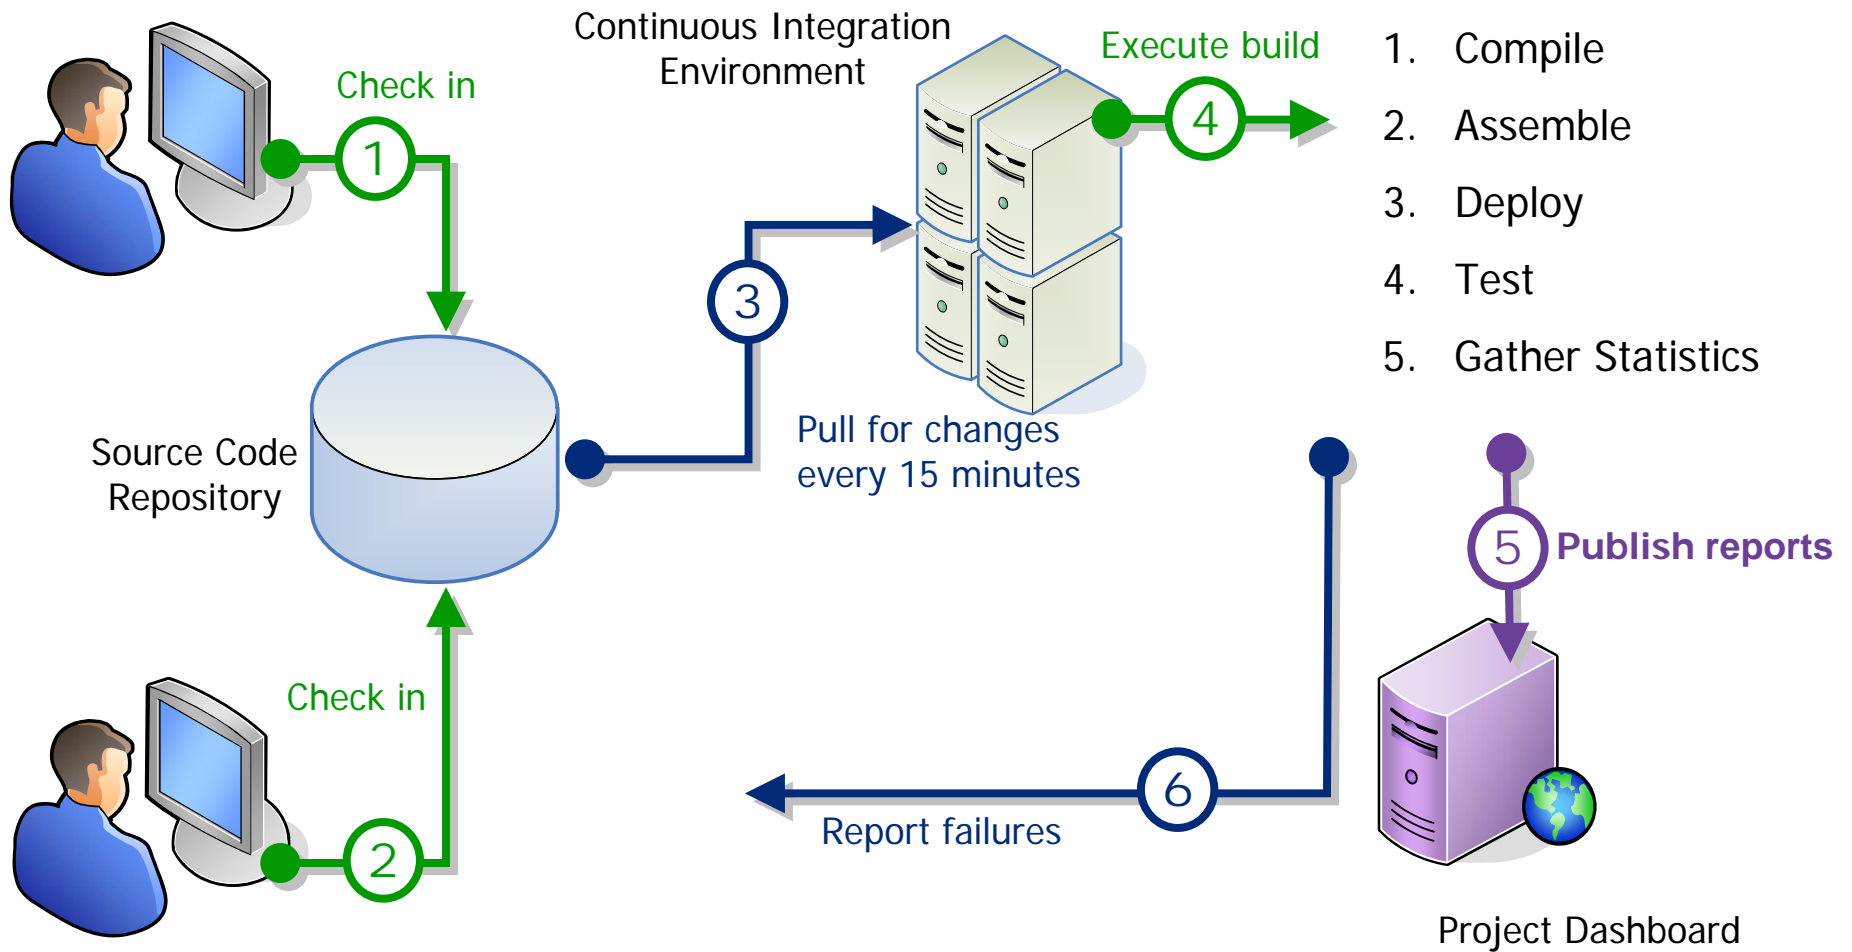 Continuous Integration
Environment
Check in
1
Execute build
4
1. Compile
2. Assemble
3. Deploy
4. Test
5. Gather Statistics
3
Pull for changes
every 15 minutes
Source Code
Repository
5
Publish reports
Check in
2
6
Report failures
Project Dashboard